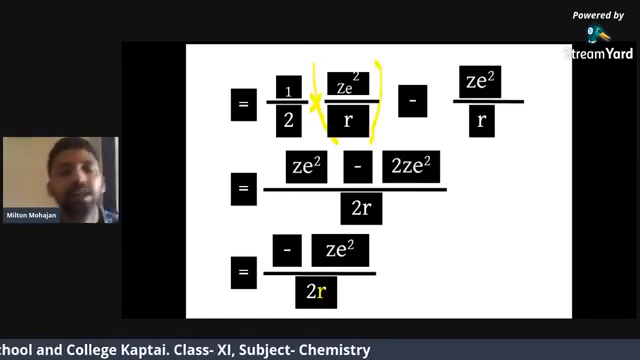 Powered by
StreamYard
= 1/2 × (Ze²/r) - ze²/r
= ze² - 2ze² / 2r
= - ze² / 2r
Milton Mohajan
chool and College Kaptai. Class- XI, Subject- Chemistry